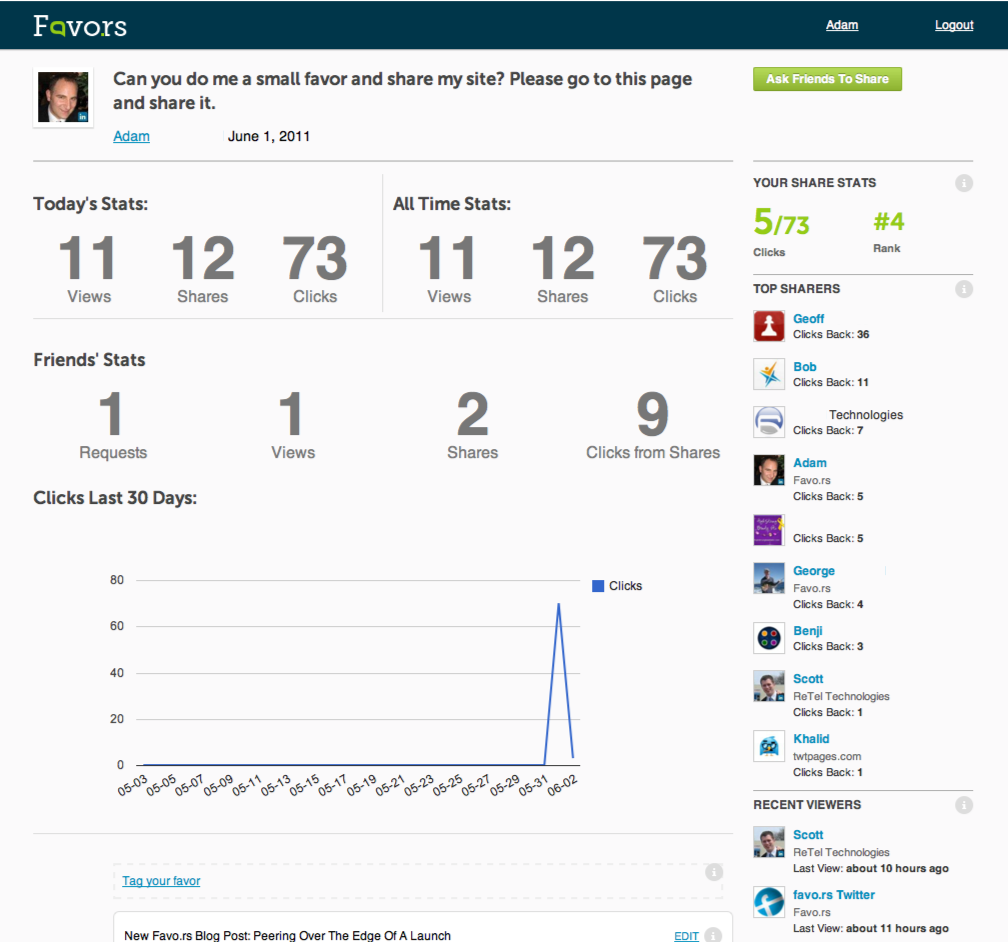 Favo.rs
Adam
Logout
Can you do me a small favor and share my site? Please go to this page
and share it.
Adam
June 1, 2011
Ask Friends To Share
Today's Stats:
11
12
73
Views
Shares
Clicks
All Time Stats:
11
12
73
Views
Shares
Clicks
Friends' Stats
1
1
2
9
Requests
Views
Shares
Clicks from Shares
Clicks Last 30 Days:
80
60
40
20
0
Clicks
05-03
05-05
05-07
05-09
05-11
05-13
05-15
05-17
05-19
05-21
05-23
05-25
05-27
05-29
05-31
06-02
Tag your favor
New Favo.rs Blog Post: Peering Over The Edge Of A Launch
EDIT
YOUR SHARE STATS
5/73
#4
Clicks
Rank
TOP SHARERS
Geoff
Clicks Back: 36
Bob
Clicks Back: 11
Technologies
Clicks Back: 7
Adam
Favo.rs
Clicks Back: 5
Clicks Back: 5
George
Favo.rs
Clicks Back: 4
Benji
Clicks Back: 3
Scott
ReTel Technologies
Clicks Back: 1
Khalid
twtpages.com
Clicks Back: 1
RECENT VIEWERS
Scott
ReTel Technologies
Last View: about 10 hours ago
favo.rs Twitter
Favo.rs
Last View: about 11 hours ago